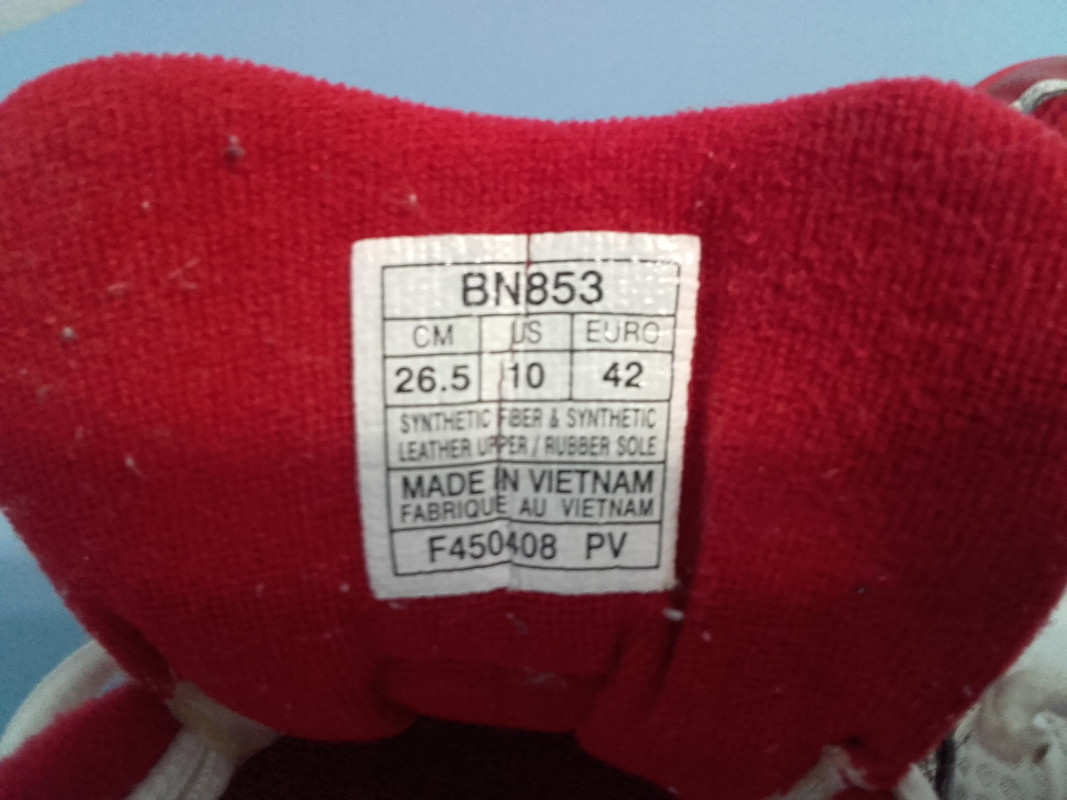 BN853
CM US EURO
26.5 10 42
SYNTHETIC FIBER & SYNTHETIC
LEATHER UPPER / RUBBER SOLE
MADE IN VIETNAM
FABRIQUE AU VIETNAM
F450408 PV